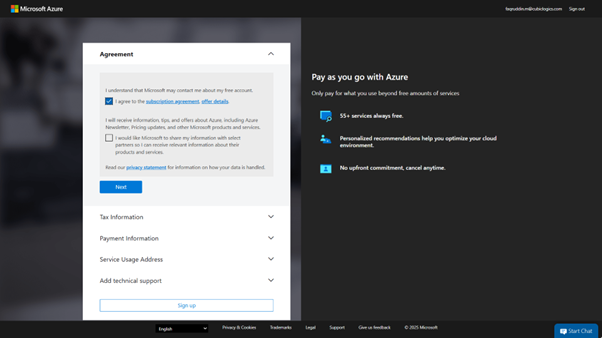 Microsoft Azure
faqruddin.m@cubiclogics.com Sign out
Agreement
I understand that Microsoft may contact me about my free account.
I agree to the subscription agreement, offer details.
I will receive information, tips, and offers about Azure, including Azure
Newsletter, Pricing updates, and other Microsoft products and services.
I would like Microsoft to share my information with select
partners so I can receive relevant information about their
products and services.
Read our privacy statement for information on how your data is handled.
Next
Tax Information
Payment Information
Service Usage Address
Add technical support
Sign up
Pay as you go with Azure
Only pay for what you use beyond free amounts of services
55+ services always free.
Personalized recommendations help you optimize your cloud
environment.
No upfront commitment, cancel anytime.
English
Privacy & Cookies Trademarks Legal Support Give us feedback © 2025 Microsoft
Start Chat